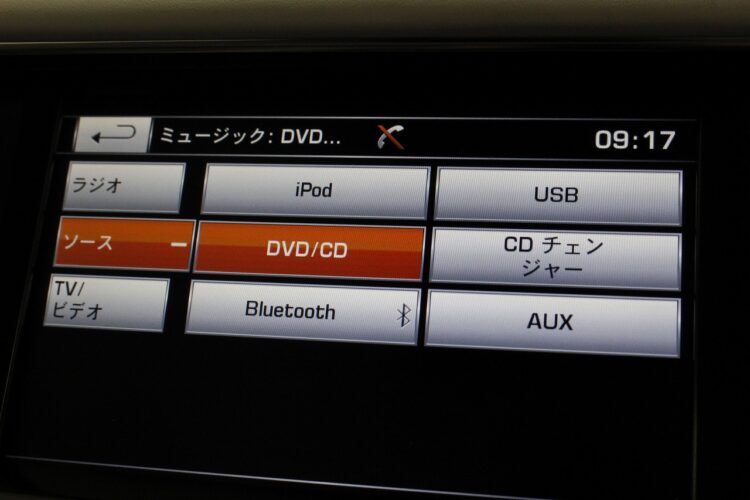 ミュージック: DVD...
09:17
ラジオ
iPod
USB
ソース
DVD/CD
CD チェン
ジャー
TV/
ビデオ
Bluetooth
AUX